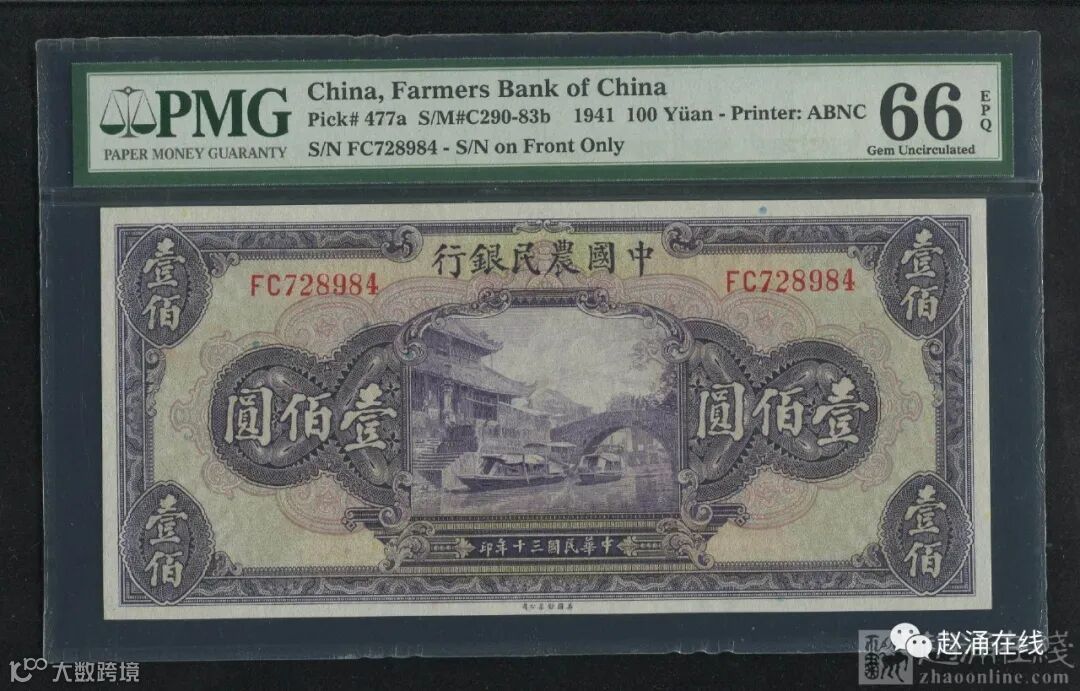 China, Farmers Bank of China
PMG
PAPER MONEY GUARANTY
Pick# 477a S/M#C290-83b 1941 100 Yüan - Printer: ABNC
S/N FC728984 - S/N on Front Only
66
EPQ
Gem Uncirculated
行銀民農國中
FC728984
FC728984
壹佰
壹佰
圓佰壹
圓佰壹
壹佰
壹佰
印年十三國民華中
赵涌在线
大数跨境
zhaoonline.com